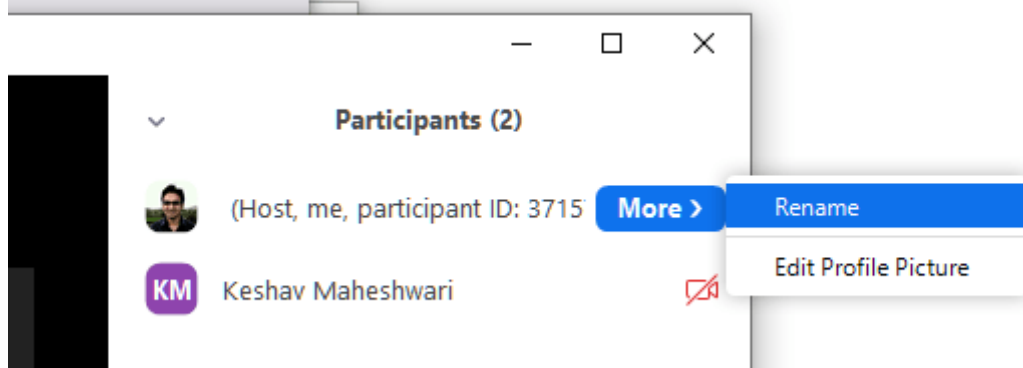 Participants (2)
(Host, me, participant ID: 3715
More >
Rename
Edit Profile Picture
KM
Keshav Maheshwari